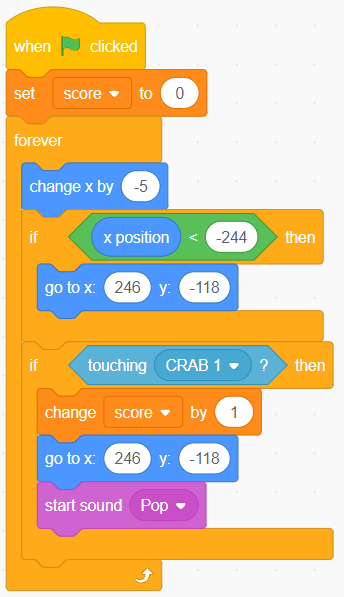 when clicked
set score to 0
forever
change x by -5
if x position < -244 then
go to x: 246 y: -118
if touching CRAB 1 ? then
change score by 1
go to x: 246 y: -118
start sound Pop